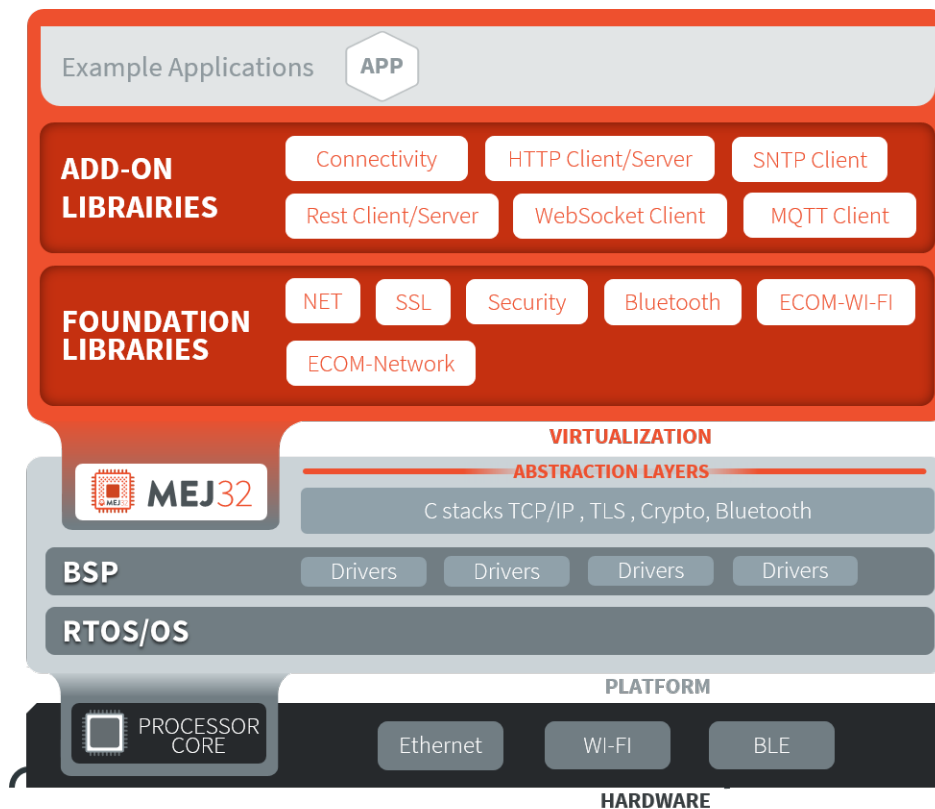 Example Applications APP
ADD-ON
LIBRAIRIES
Connectivity HTTP Client/Server SNTP Client
Rest Client/Server WebSocket Client MQTT Client
FOUNDATION
LIBRARIES
NET SSL Security Bluetooth ECOM-WI-FI
ECOM-Network
VIRTUALIZATION
ABSTRACTION LAYERS
MEJ MEJ32
C stacks TCP/IP , TLS , Crypto, Bluetooth
BSP Drivers Drivers Drivers Drivers
RTOS/OS
PLATFORM
PROCESSOR
CORE
Ethernet WI-FI BLE
HARDWARE